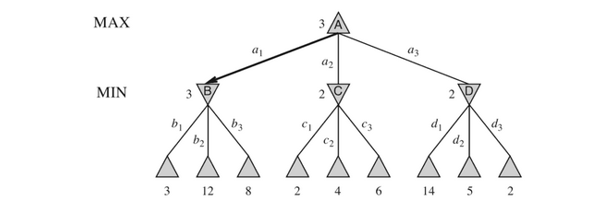 MAX 3 A
a1 a2 a3
MIN 3 B 2 C 2 D
b1 b2 b3 c1 c2 c3 d1 d2 d3
3 12 8 2 4 6 14 5 2